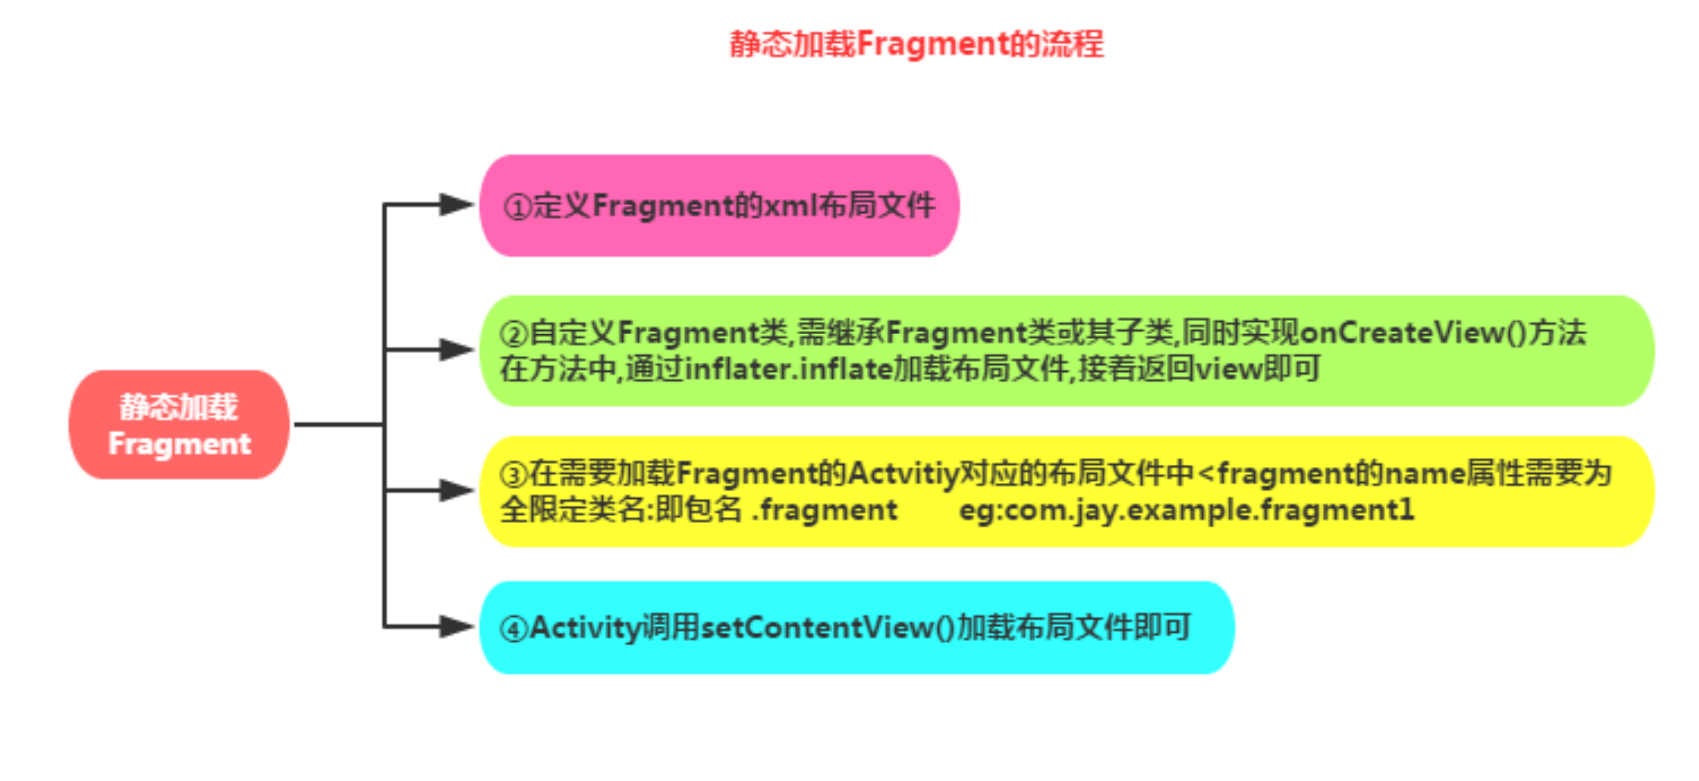 静态加载Fragment的流程
①定义Fragment的xml布局文件
②自定义Fragment类,需继承Fragment类或其子类,同时实现onCreateView()方法
在方法中,通过inflater.inflate加载布局文件,接着返回view即可
静态加载
Fragment
③在需要加载Fragment的Actvitiy对应的布局文件中<fragment的name属性需要为
全限定类名:即包名 .fragment eg:com.jay.example.fragment1
④Activity调用setContentView()加载布局文件即可